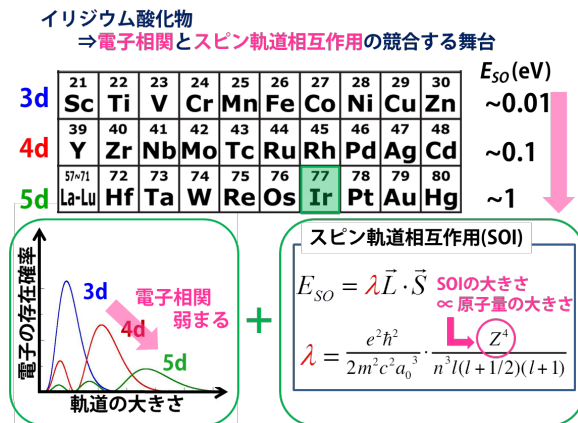 イリジウム酸化物
⇒電子相関とスピン軌道相互作用の競合する舞台
E_SO (eV)
21 22 23 24 25 26 27 28 29 30
3d Sc Ti V Cr Mn Fe Co Ni Cu Zn ~0.01
39 40 41 42 43 44 45 46 47 48
4d Y Zr Nb Mo Tc Ru Rh Pd Ag Cd ~0.1
57~71 72 73 74 75 76 77 78 79 80
5d La-Lu Hf Ta W Re Os Ir Pt Au Hg ~1
電子の存在確率
3d
4d
5d
電子相関
弱まる
軌道の大きさ
+
スピン軌道相互作用(SOI)
E_SO = λL⃗·S⃗
SOIの大きさ
∝ 原子量の大きさ
λ = e²ħ² / 2m²c²a₀³ · Z⁴ / n³l(l+1/2)(l+1)